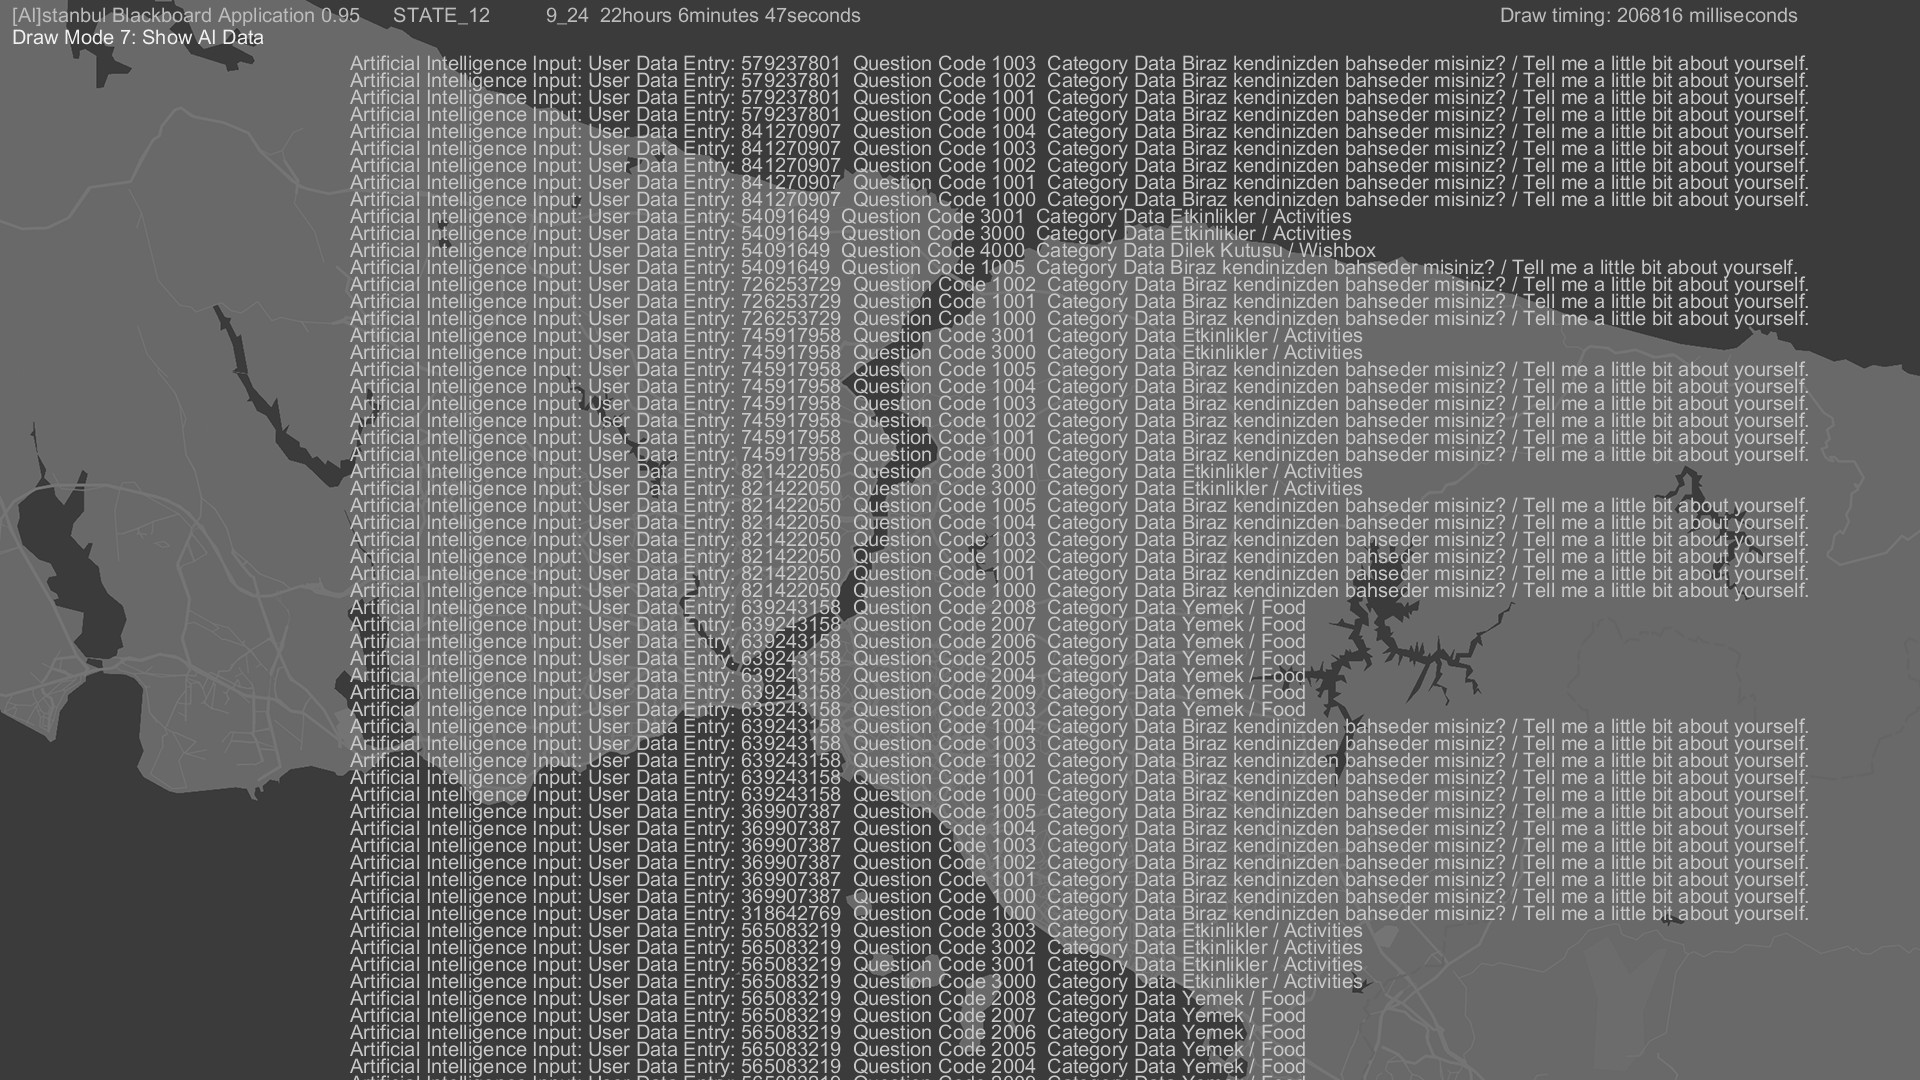 [AI]stanbul Blackboard Application 0.95 STATE_12 9_24 22hours 6minutes 47seconds Draw timing: 206816 milliseconds
Draw Mode 7: Show AI Data
Artificial Intelligence Input: User Data Entry: 579237801 Question Code 1003 Category Data Biraz kendinizden bahseder misiniz? / Tell me a little bit about yourself.
Artificial Intelligence Input: User Data Entry: 579237801 Question Code 1002 Category Data Biraz kendinizden bahseder misiniz? / Tell me a little bit about yourself.
Artificial Intelligence Input: User Data Entry: 579237801 Question Code 1001 Category Data Biraz kendinizden bahseder misiniz? / Tell me a little bit about yourself.
Artificial Intelligence Input: User Data Entry: 579237801 Question Code 1000 Category Data Biraz kendinizden bahseder misiniz? / Tell me a little bit about yourself.
Artificial Intelligence Input: User Data Entry: 841270907 Question Code 1004 Category Data Biraz kendinizden bahseder misiniz? / Tell me a little bit about yourself.
Artificial Intelligence Input: User Data Entry: 841270907 Question Code 1003 Category Data Biraz kendinizden bahseder misiniz? / Tell me a little bit about yourself.
Artificial Intelligence Input: User Data Entry: 841270907 Question Code 1002 Category Data Biraz kendinizden bahseder misiniz? / Tell me a little bit about yourself.
Artificial Intelligence Input: User Data Entry: 841270907 Question Code 1001 Category Data Biraz kendinizden bahseder misiniz? / Tell me a little bit about yourself.
Artificial Intelligence Input: User Data Entry: 841270907 Question Code 1000 Category Data Biraz kendinizden bahseder misiniz? / Tell me a little bit about yourself.
Artificial Intelligence Input: User Data Entry: 54091649 Question Code 3001 Category Data Etkinlikler / Activities
Artificial Intelligence Input: User Data Entry: 54091649 Question Code 3000 Category Data Etkinlikler / Activities
Artificial Intelligence Input: User Data Entry: 54091649 Question Code 4000 Category Data Dilek Kutusu / Wishbox
Artificial Intelligence Input: User Data Entry: 54091649 Question Code 1005 Category Data Biraz kendinizden bahseder misiniz? / Tell me a little bit about yourself.
Artificial Intelligence Input: User Data Entry: 726253729 Question Code 1002 Category Data Biraz kendinizden bahseder misiniz? / Tell me a little bit about yourself.
Artificial Intelligence Input: User Data Entry: 726253729 Question Code 1001 Category Data Biraz kendinizden bahseder misiniz? / Tell me a little bit about yourself.
Artificial Intelligence Input: User Data Entry: 726253729 Question Code 1000 Category Data Biraz kendinizden bahseder misiniz? / Tell me a little bit about yourself.
Artificial Intelligence Input: User Data Entry: 745917958 Question Code 3001 Category Data Etkinlikler / Activities
Artificial Intelligence Input: User Data Entry: 745917958 Question Code 3000 Category Data Etkinlikler / Activities
Artificial Intelligence Input: User Data Entry: 745917958 Question Code 1005 Category Data Biraz kendinizden bahseder misiniz? / Tell me a little bit about yourself.
Artificial Intelligence Input: User Data Entry: 745917958 Question Code 1004 Category Data Biraz kendinizden bahseder misiniz? / Tell me a little bit about yourself.
Artificial Intelligence Input: User Data Entry: 745917958 Question Code 1003 Category Data Biraz kendinizden bahseder misiniz? / Tell me a little bit about yourself.
Artificial Intelligence Input: User Data Entry: 745917958 Question Code 1002 Category Data Biraz kendinizden bahseder misiniz? / Tell me a little bit about yourself.
Artificial Intelligence Input: User Data Entry: 745917958 Question Code 1001 Category Data Biraz kendinizden bahseder misiniz? / Tell me a little bit about yourself.
Artificial Intelligence Input: User Data Entry: 745917958 Question Code 1000 Category Data Biraz kendinizden bahseder misiniz? / Tell me a little bit about yourself.
Artificial Intelligence Input: User Data Entry: 821422050 Question Code 3001 Category Data Etkinlikler / Activities
Artificial Intelligence Input: User Data Entry: 821422050 Question Code 3000 Category Data Etkinlikler / Activities
Artificial Intelligence Input: User Data Entry: 821422050 Question Code 1005 Category Data Biraz kendinizden bahseder misiniz? / Tell me a little bit about yourself.
Artificial Intelligence Input: User Data Entry: 821422050 Question Code 1004 Category Data Biraz kendinizden bahseder misiniz? / Tell me a little bit about yourself.
Artificial Intelligence Input: User Data Entry: 821422050 Question Code 1003 Category Data Biraz kendinizden bahseder misiniz? / Tell me a little bit about yourself.
Artificial Intelligence Input: User Data Entry: 821422050 Question Code 1002 Category Data Biraz kendinizden bahseder misiniz? / Tell me a little bit about yourself.
Artificial Intelligence Input: User Data Entry: 821422050 Question Code 1001 Category Data Biraz kendinizden bahseder misiniz? / Tell me a little bit about yourself.
Artificial Intelligence Input: User Data Entry: 821422050 Question Code 1000 Category Data Biraz kendinizden bahseder misiniz? / Tell me a little bit about yourself.
Artificial Intelligence Input: User Data Entry: 639243158 Question Code 2008 Category Data Yemek / Food
Artificial Intelligence Input: User Data Entry: 639243158 Question Code 2007 Category Data Yemek / Food
Artificial Intelligence Input: User Data Entry: 639243158 Question Code 2006 Category Data Yemek / Food
Artificial Intelligence Input: User Data Entry: 639243158 Question Code 2005 Category Data Yemek / Food
Artificial Intelligence Input: User Data Entry: 639243158 Question Code 2004 Category Data Yemek / Food
Artificial Intelligence Input: User Data Entry: 639243158 Question Code 2009 Category Data Yemek / Food
Artificial Intelligence Input: User Data Entry: 639243158 Question Code 2003 Category Data Yemek / Food
Artificial Intelligence Input: User Data Entry: 639243158 Question Code 1004 Category Data Biraz kendinizden bahseder misiniz? / Tell me a little bit about yourself.
Artificial Intelligence Input: User Data Entry: 639243158 Question Code 1003 Category Data Biraz kendinizden bahseder misiniz? / Tell me a little bit about yourself.
Artificial Intelligence Input: User Data Entry: 639243158 Question Code 1002 Category Data Biraz kendinizden bahseder misiniz? / Tell me a little bit about yourself.
Artificial Intelligence Input: User Data Entry: 639243158 Question Code 1001 Category Data Biraz kendinizden bahseder misiniz? / Tell me a little bit about yourself.
Artificial Intelligence Input: User Data Entry: 639243158 Question Code 1000 Category Data Biraz kendinizden bahseder misiniz? / Tell me a little bit about yourself.
Artificial Intelligence Input: User Data Entry: 369907387 Question Code 1005 Category Data Biraz kendinizden bahseder misiniz? / Tell me a little bit about yourself.
Artificial Intelligence Input: User Data Entry: 369907387 Question Code 1004 Category Data Biraz kendinizden bahseder misiniz? / Tell me a little bit about yourself.
Artificial Intelligence Input: User Data Entry: 369907387 Question Code 1003 Category Data Biraz kendinizden bahseder misiniz? / Tell me a little bit about yourself.
Artificial Intelligence Input: User Data Entry: 369907387 Question Code 1002 Category Data Biraz kendinizden bahseder misiniz? / Tell me a little bit about yourself.
Artificial Intelligence Input: User Data Entry: 369907387 Question Code 1001 Category Data Biraz kendinizden bahseder misiniz? / Tell me a little bit about yourself.
Artificial Intelligence Input: User Data Entry: 369907387 Question Code 1000 Category Data Biraz kendinizden bahseder misiniz? / Tell me a little bit about yourself.
Artificial Intelligence Input: User Data Entry: 318642769 Question Code 1000 Category Data Biraz kendinizden bahseder misiniz? / Tell me a little bit about yourself.
Artificial Intelligence Input: User Data Entry: 565083219 Question Code 3003 Category Data Etkinlikler / Activities
Artificial Intelligence Input: User Data Entry: 565083219 Question Code 3002 Category Data Etkinlikler / Activities
Artificial Intelligence Input: User Data Entry: 565083219 Question Code 3001 Category Data Etkinlikler / Activities
Artificial Intelligence Input: User Data Entry: 565083219 Question Code 3000 Category Data Etkinlikler / Activities
Artificial Intelligence Input: User Data Entry: 565083219 Question Code 2008 Category Data Yemek / Food
Artificial Intelligence Input: User Data Entry: 565083219 Question Code 2007 Category Data Yemek / Food
Artificial Intelligence Input: User Data Entry: 565083219 Question Code 2006 Category Data Yemek / Food
Artificial Intelligence Input: User Data Entry: 565083219 Question Code 2005 Category Data Yemek / Food
Artificial Intelligence Input: User Data Entry: 565083219 Question Code 2004 Category Data Yemek / Food